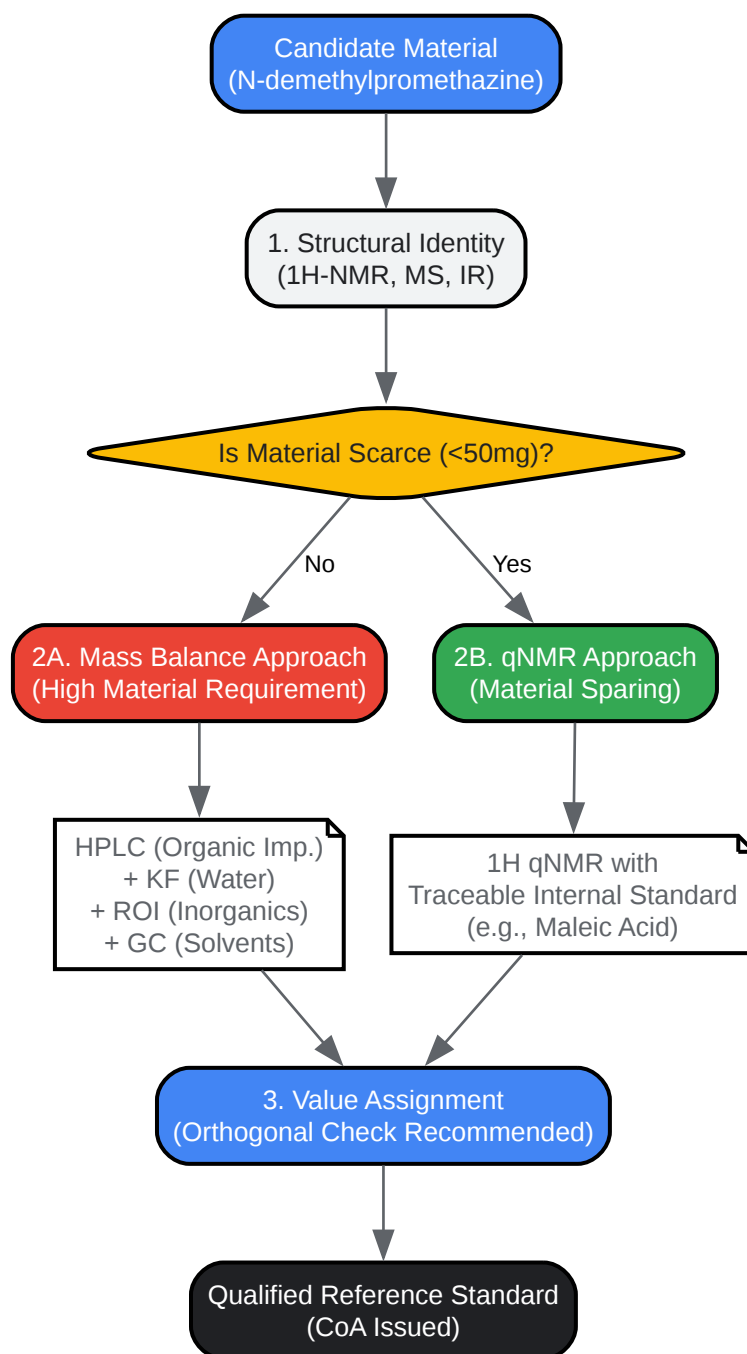 Candidate Material
(N-demethylpromethazine)
1. Structural Identity
(1H-NMR, MS, IR)
Is Material Scarce (<50mg)?
No
Yes
2A. Mass Balance Approach
(High Material Requirement)
2B. qNMR Approach
(Material Sparing)
HPLC (Organic Imp.)
+ KF (Water)
+ ROI (Inorganics)
+ GC (Solvents)
1H qNMR with
Traceable Internal Standard
(e.g., Maleic Acid)
3. Value Assignment
(Orthogonal Check Recommended)
Qualified Reference Standard
(CoA Issued)